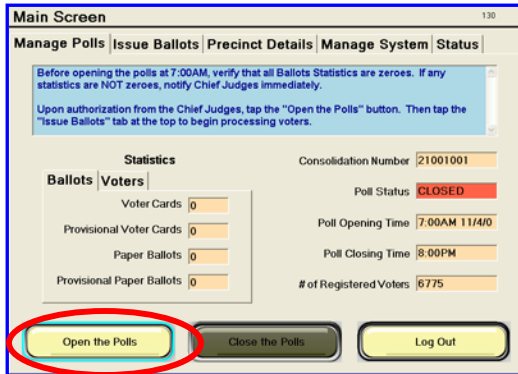 Main Screen 130
Manage Polls Issue Ballots Precinct Details Manage System Status
Before opening the polls at 7:00AM, verify that all Ballots Statistics are zeroes. If any
statistics are NOT zeroes, notify Chief Judges immediately.
Upon authorization from the Chief Judges, tap the "Open the Polls" button. Then tap the
"Issue Ballots" tab at the top to begin processing voters.
Statistics
Ballots Voters
Voter Cards 0
Provisional Voter Cards 0
Paper Ballots 0
Provisional Paper Ballots 0
Consolidation Number 21001001
Poll Status CLOSED
Poll Opening Time 7:00AM 11/4/0
Poll Closing Time 8:00PM
# of Registered Voters 6775
Open the Polls Close the Polls Log Out